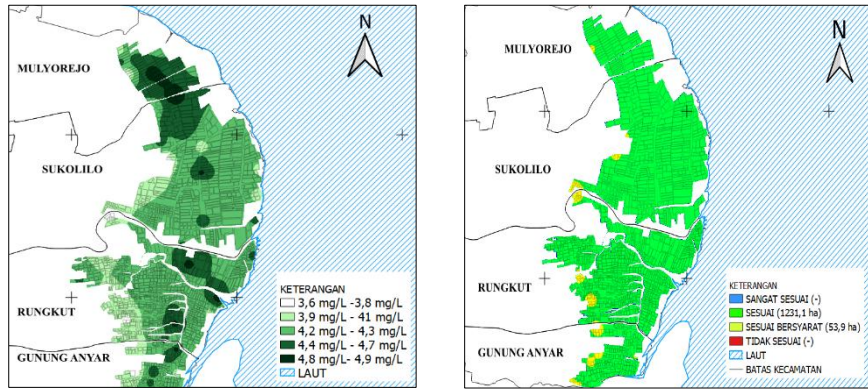 N
MULYOREJO
SUKOLILO
RUNGKUT
GUNUNG ANYAR
KETERANGAN
3,6 mg/L -3,8 mg/L
3,9 mg/L - 41 mg/L
4,2 mg/L - 4,3 mg/L
4,4 mg/L - 4,7 mg/L
4,8 mg/L- 4,9 mg/L
LAUT
N
MULYOREJO
SUKOLILO
RUNGKUT
GUNUNG ANYAR
KETERANGAN
SANGAT SESUAI (-)
SESUAI (1231,1 ha)
SESUAI BERSYARAT (53,9 ha)
TIDAK SESUAI (-)
LAUT
BATAS KECAMATAN